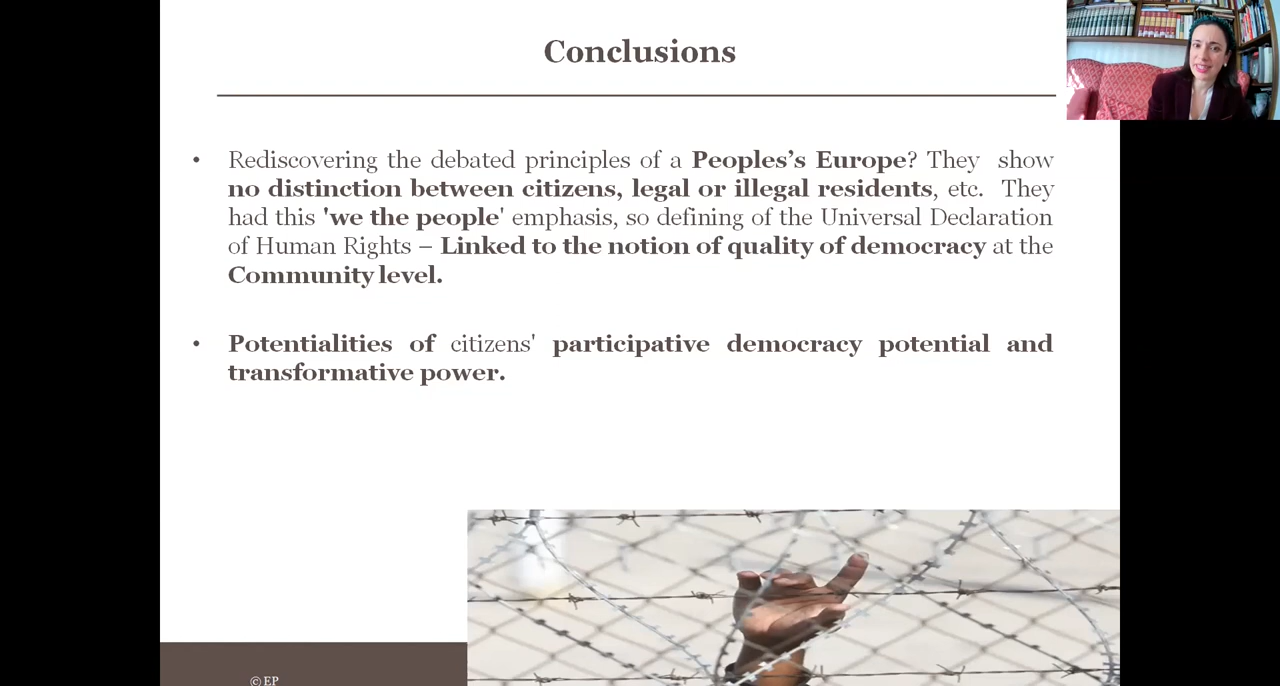 Conclusions
• Rediscovering the debated principles of a Peoples's Europe? They show
no distinction between citizens, legal or illegal residents, etc. They
had this 'we the people' emphasis, so defining of the Universal Declaration
of Human Rights – Linked to the notion of quality of democracy at the
Community level.
• Potentialities of citizens' participative democracy potential and
transformative power.
© EP